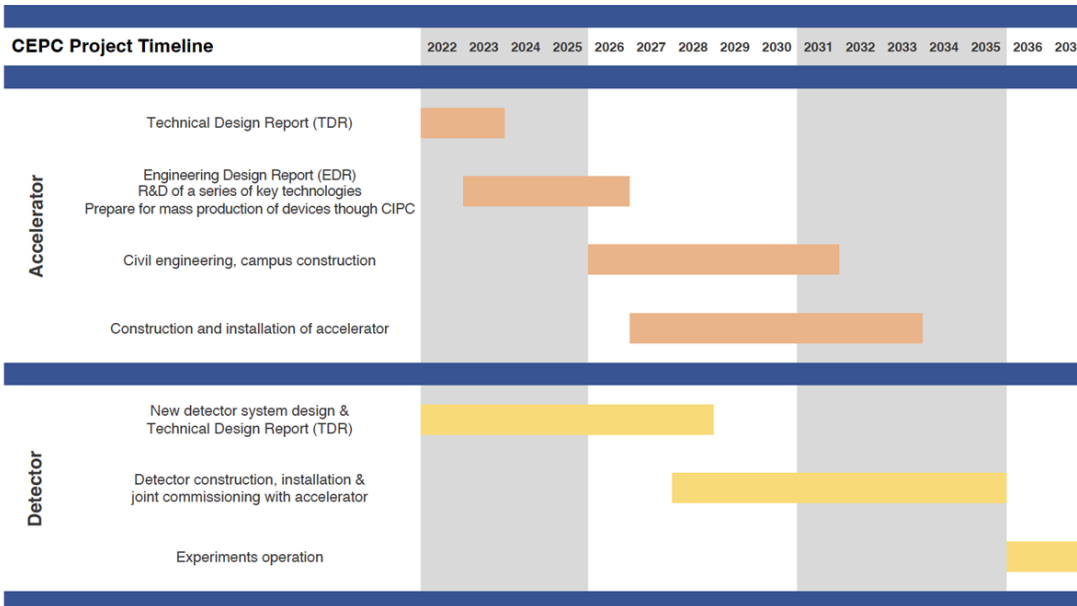 CEPC Project Timeline 2022 2023 2024 2025 2026 2027 2028 2029 2030 2031 2032 2033 2034 2035 2036
Accelerator
Technical Design Report (TDR)
Engineering Design Report (EDR)
R&D of a series of key technologies
Prepare for mass production of devices though CIPC
Civil engineering, campus construction
Construction and installation of accelerator
Detector
New detector system design &
Technical Design Report (TDR)
Detector construction, installation &
joint commissioning with accelerator
Experiments operation